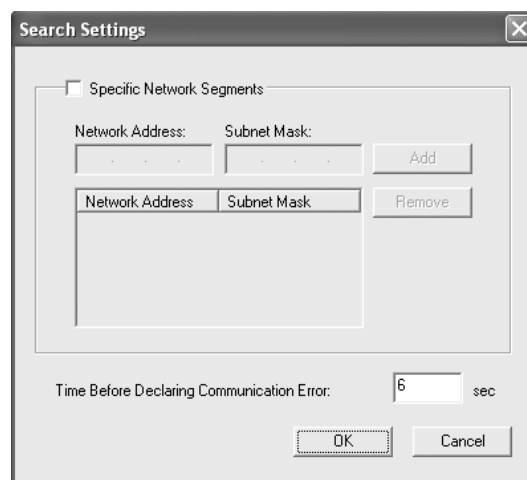 Search Settings
Specific Network Segments
Network Address: Subnet Mask:
Add
Network Address Subnet Mask
Remove
Time Before Declaring Communication Error: 6 sec
OK Cancel